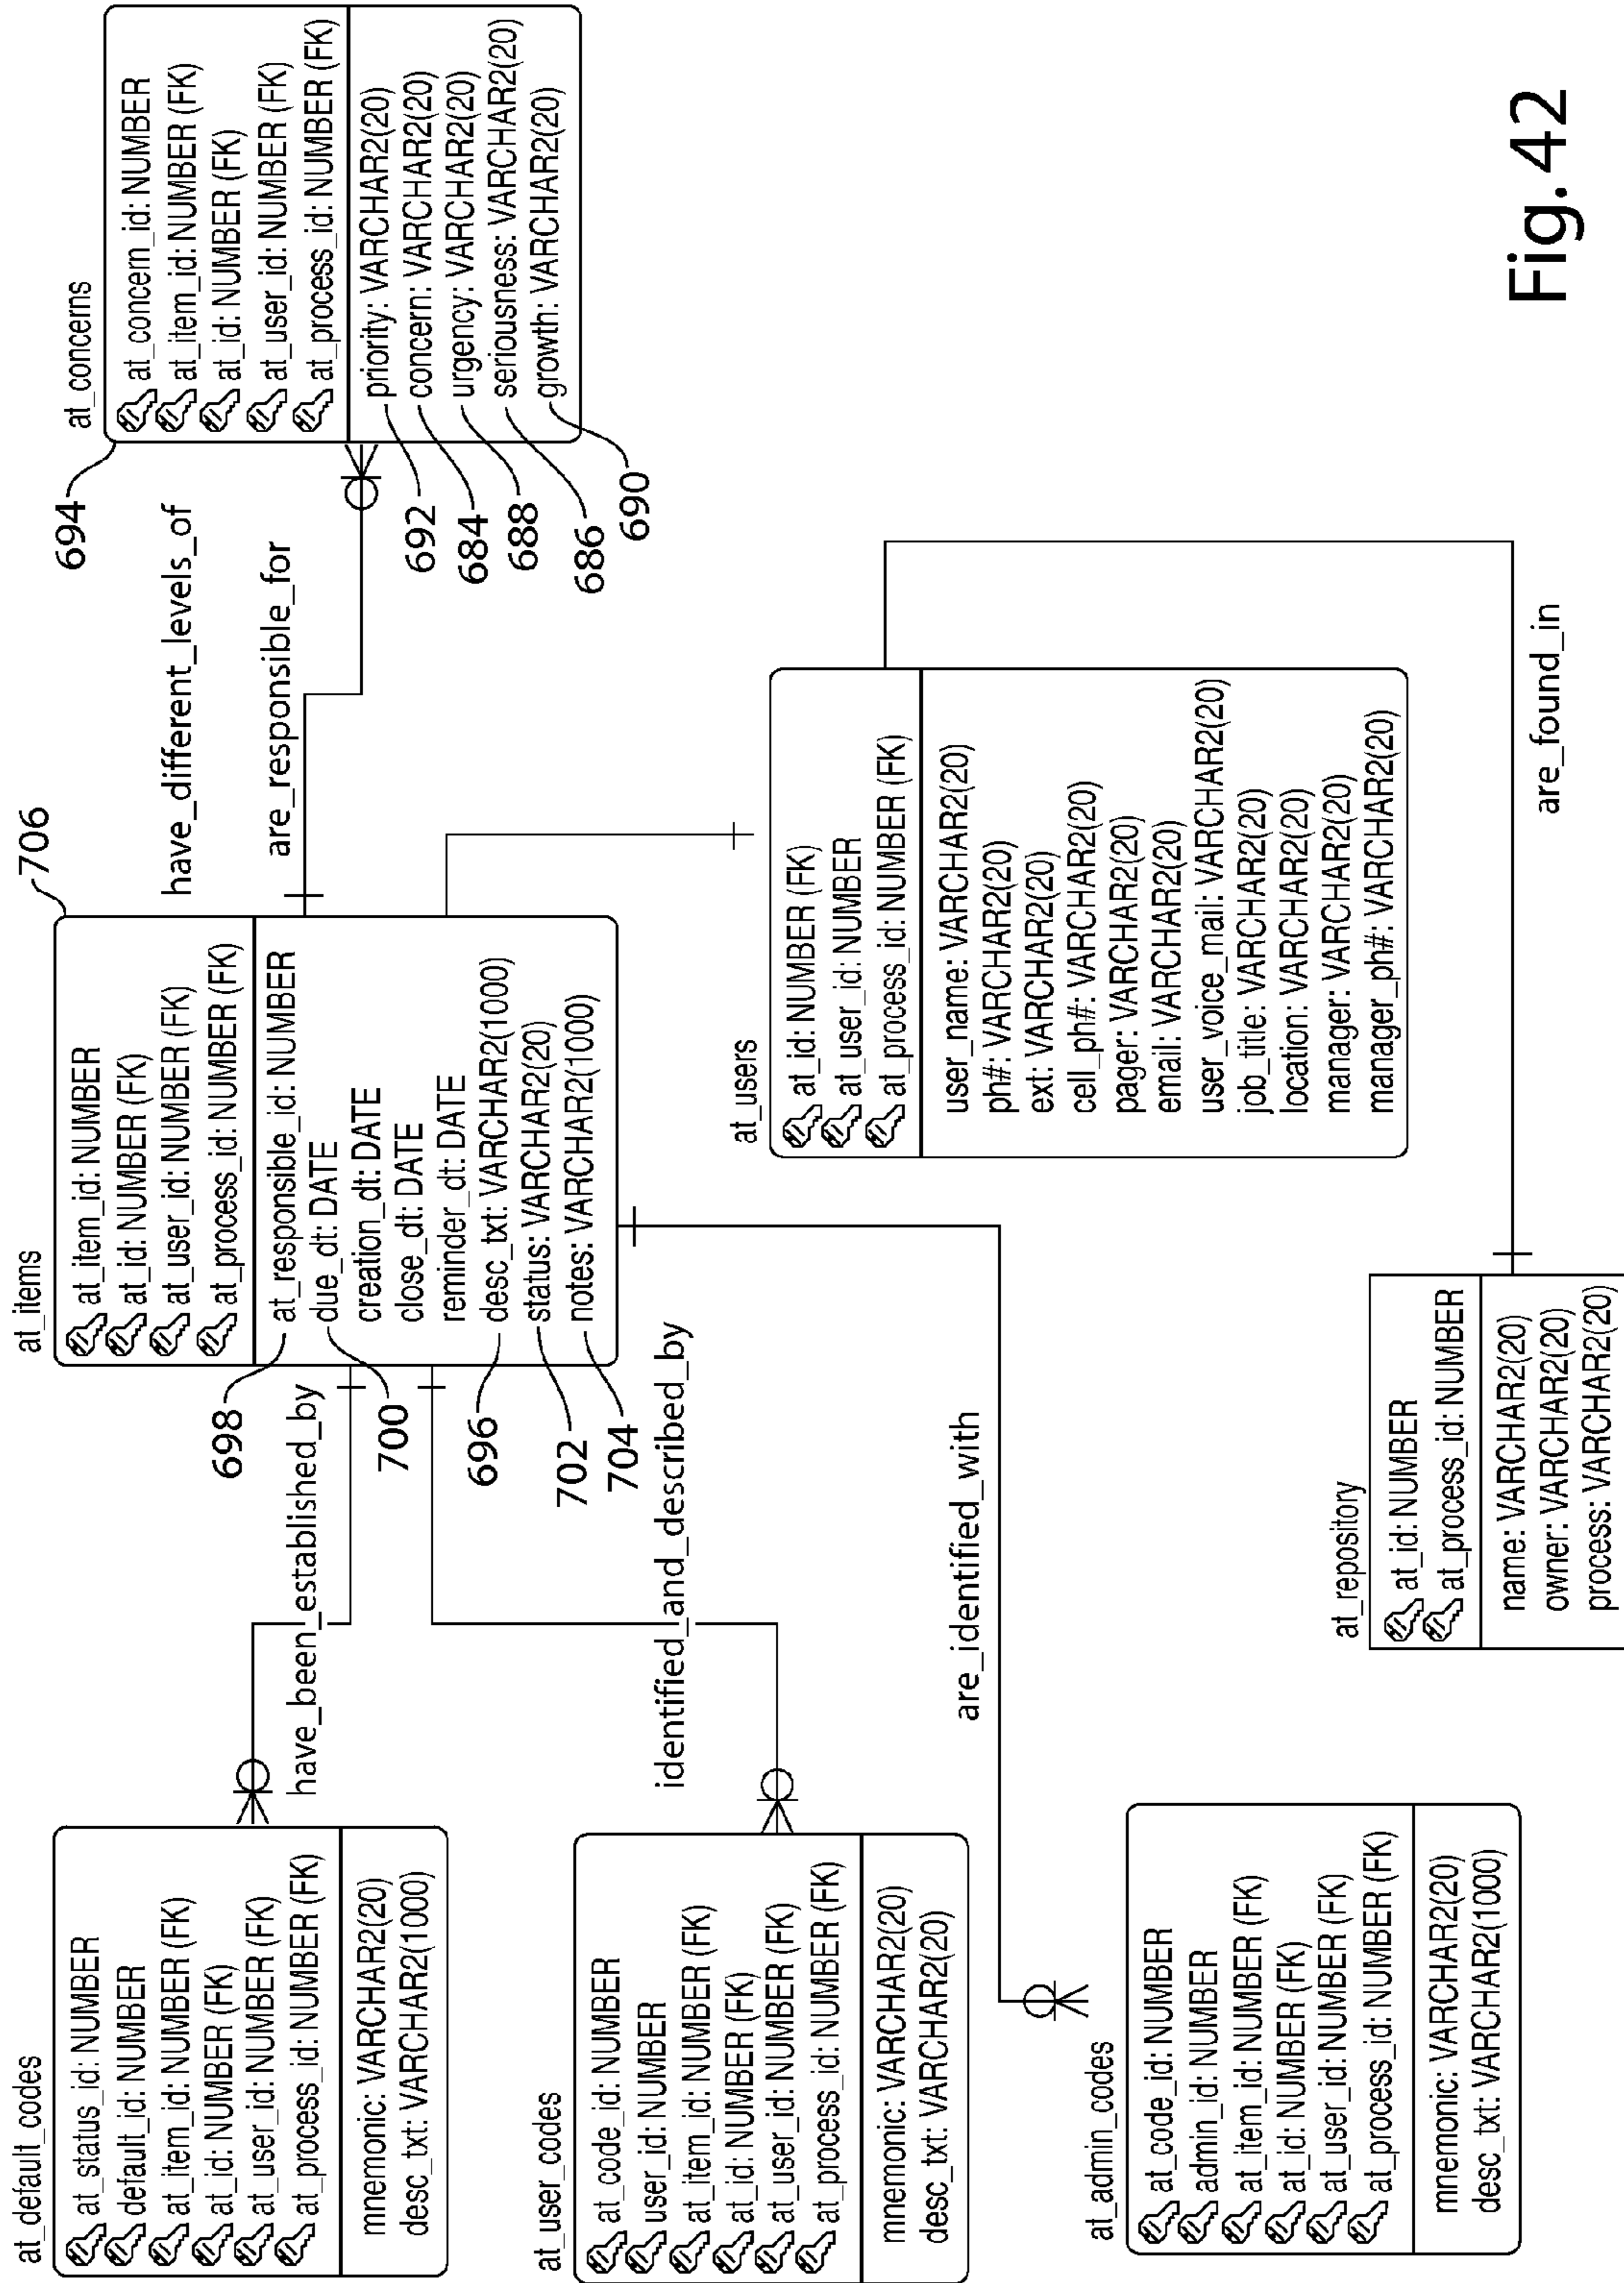 at_default_codes
at_status_id: NUMBER
default_id: NUMBER
at_item_id: NUMBER (FK)
at_id: NUMBER (FK)
at_user_id: NUMBER (FK)
at_process_id: NUMBER (FK)
mnemonic: VARCHAR2(20)
desc_txt: VARCHAR2(1000)
have_been_established_by
at_user_codes
at_code_id: NUMBER
user_id: NUMBER
at_item_id: NUMBER (FK)
at_id: NUMBER (FK)
at_user_id: NUMBER (FK)
at_process_id: NUMBER (FK)
mnemonic: VARCHAR2(20)
desc_txt: VARCHAR2(20)
identified_and_described_by
at_admin_codes
at_code_id: NUMBER
admin_id: NUMBER
at_item_id: NUMBER (FK)
at_id: NUMBER (FK)
at_user_id: NUMBER (FK)
at_process_id: NUMBER (FK)
mnemonic: VARCHAR2(20)
desc_txt: VARCHAR2(1000)
are_identified_with
at_items
706
at_item_id: NUMBER
at_id: NUMBER (FK)
at_user_id: NUMBER (FK)
at_process_id: NUMBER (FK)
698
at_responsible_id: NUMBER
700
due_dt: DATE
creation_dt: DATE
close_dt: DATE
reminder_dt: DATE
696
desc_txt: VARCHAR2(1000)
702
status: VARCHAR2(20)
704
notes: VARCHAR2(1000)
have_different_levels_of
are_responsible_for
at_concerns
694
at_concern_id: NUMBER
at_item_id: NUMBER (FK)
at_id: NUMBER (FK)
at_user_id: NUMBER (FK)
at_process_id: NUMBER (FK)
692
priority: VARCHAR2(20)
684
concern: VARCHAR2(20)
688
urgency: VARCHAR2(20)
686
seriousness: VARCHAR2(20)
690
growth: VARCHAR2(20)
at_users
at_id: NUMBER (FK)
at_user_id: NUMBER
at_process_id: NUMBER (FK)
user_name: VARCHAR2(20)
ph#: VARCHAR2(20)
ext: VARCHAR2(20)
cell_ph#: VARCHAR2(20)
pager: VARCHAR2(20)
email: VARCHAR2(20)
user_voice_mail: VARCHAR2(20)
job_title: VARCHAR2(20)
location: VARCHAR2(20)
manager: VARCHAR2(20)
manager_ph#: VARCHAR2(20)
at_repository
at_id: NUMBER
at_process_id: NUMBER
name: VARCHAR2(20)
owner: VARCHAR2(20)
process: VARCHAR2(20)
are_found_in
Fig. 42